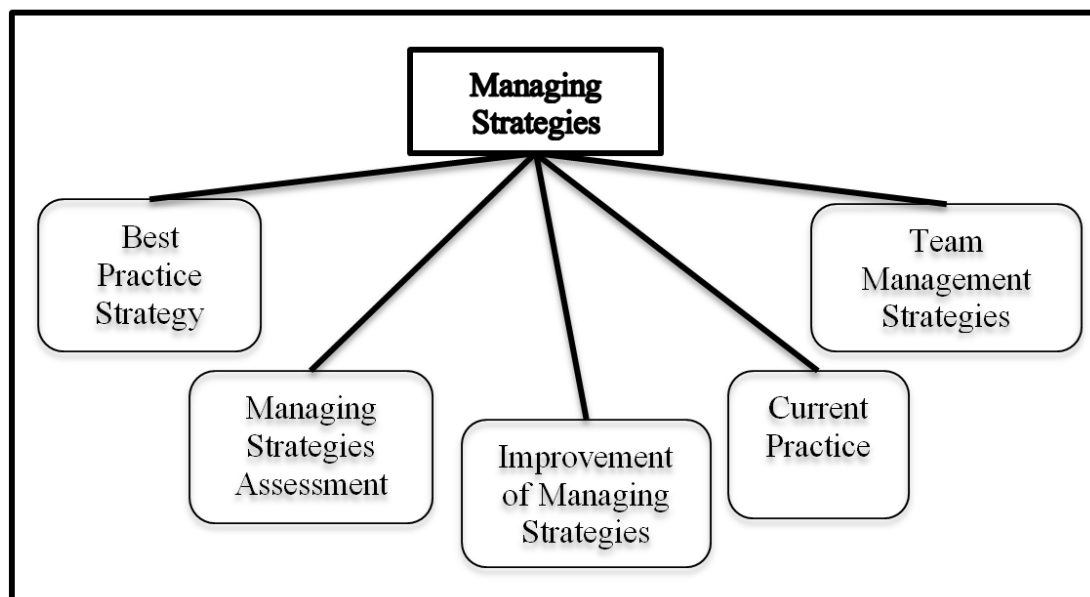 Managing
Strategies
Best
Practice
Strategy
Team
Management
Strategies
Managing
Strategies
Assessment
Improvement
of Managing
Strategies
Current
Practice